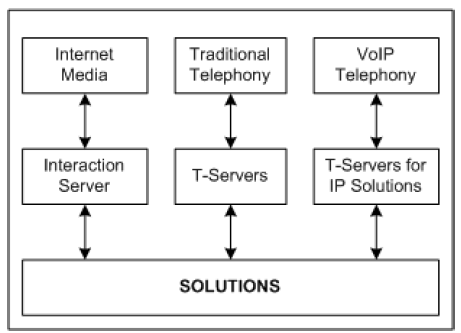 Internet
Media
Traditional
Telephony
VoIP
Telephony
Interaction
Server
T-Servers
T-Servers for
IP Solutions
SOLUTIONS